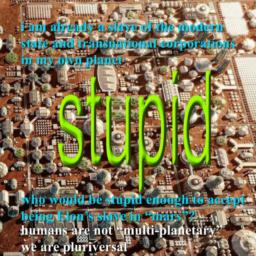 i am already a slave of the modern
state and transnational corporations
in my own planet
stupid
who would be stupid enough to accept
being Elon's slave in "mars"?
humans are not "multi-planetary"
we are pluriversal